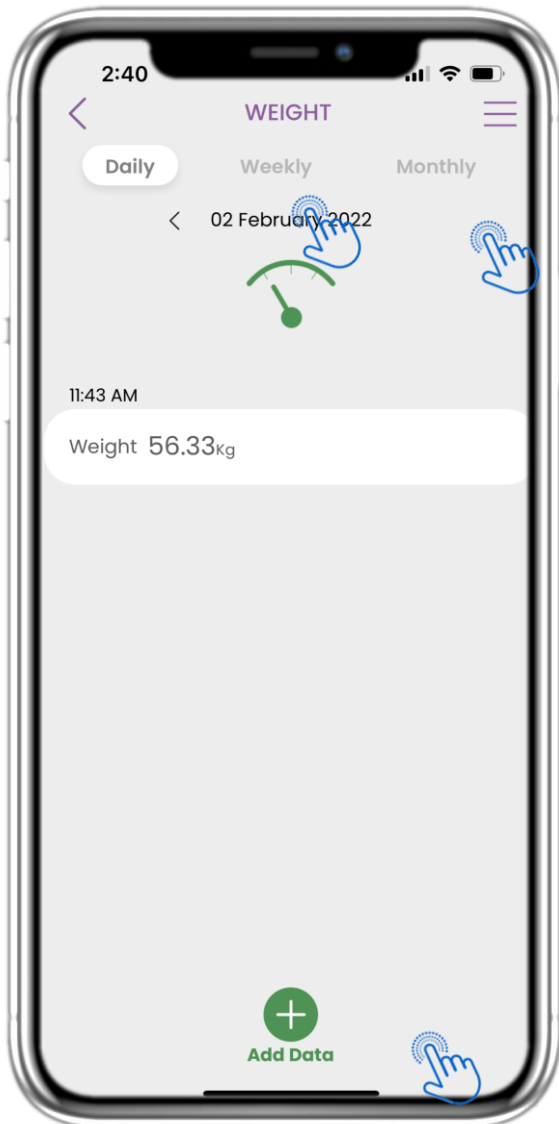 2:40
WEIGHT
Daily Weekly Monthly
02 February 2022
11:43 AM
Weight 56.33Kg
Add Data